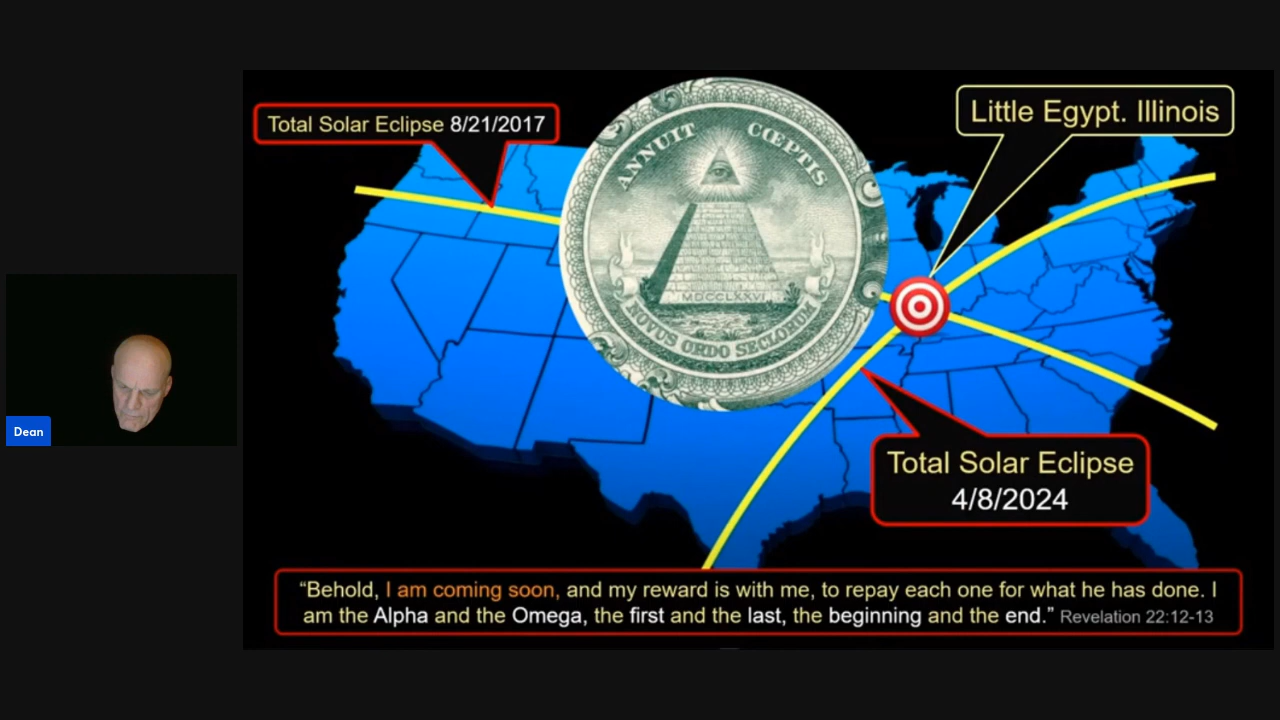 Total Solar Eclipse 8/21/2017
Little Egypt. Illinois
ANNUIT CŒPTIS
MDCCLXXVI
NOVUS ORDO SECLORUM
Dean
Total Solar Eclipse
4/8/2024
“Behold, I am coming soon, and my reward is with me, to repay each one for what he has done. I
am the Alpha and the Omega, the first and the last, the beginning and the end.” Revelation 22:12-13